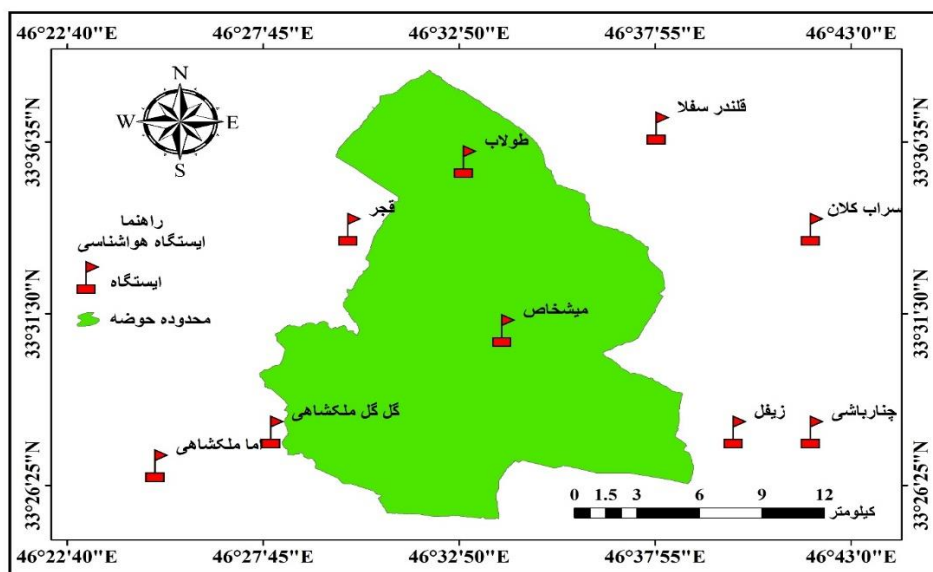 46°22'40"E 46°27'45"E 46°32'50"E 46°37'55"E 46°43'0"E
N
W E
S
33°36'35"N 33°36'35"N
33°31'30"N 33°31'30"N
33°26'25"N 33°26'25"N
قلندر سفلا
طولاب
سراب کلان
قجر
راهنما
ایستگاه هواشناسی
ایستگاه
محدوده حوضه
میشخاص
گل گل ملکشاهی
زیفل
چنارباشی
اما ملکشاهی
0 1.5 3 6 9 12
کیلومتر
46°22'40"E 46°27'45"E 46°32'50"E 46°37'55"E 46°43'0"E